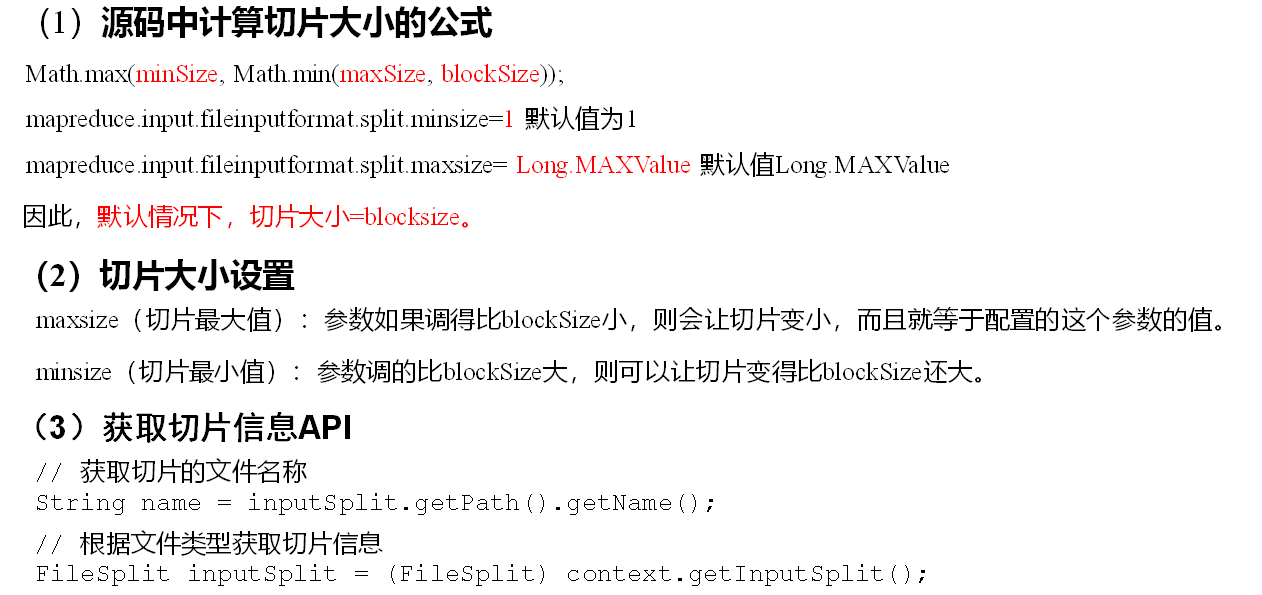 （1）源码中计算切片大小的公式
Math.max(minSize, Math.min(maxSize, blockSize));
mapreduce.input.fileinputformat.split.minsize=1 默认值为1
mapreduce.input.fileinputformat.split.maxsize= Long.MAXValue 默认值Long.MAXValue
因此，默认情况下，切片大小=blocksize。
（2）切片大小设置
maxsize（切片最大值）：参数如果调得比blockSize小，则会让切片变小，而且就等于配置的这个参数的值。
minsize（切片最小值）：参数调的比blockSize大，则可以让切片变得比blockSize还大。
（3）获取切片信息API
// 获取切片的文件名称
String name = inputSplit.getPath().getName();
// 根据文件类型获取切片信息
FileSplit inputSplit = (FileSplit) context.getInputSplit();